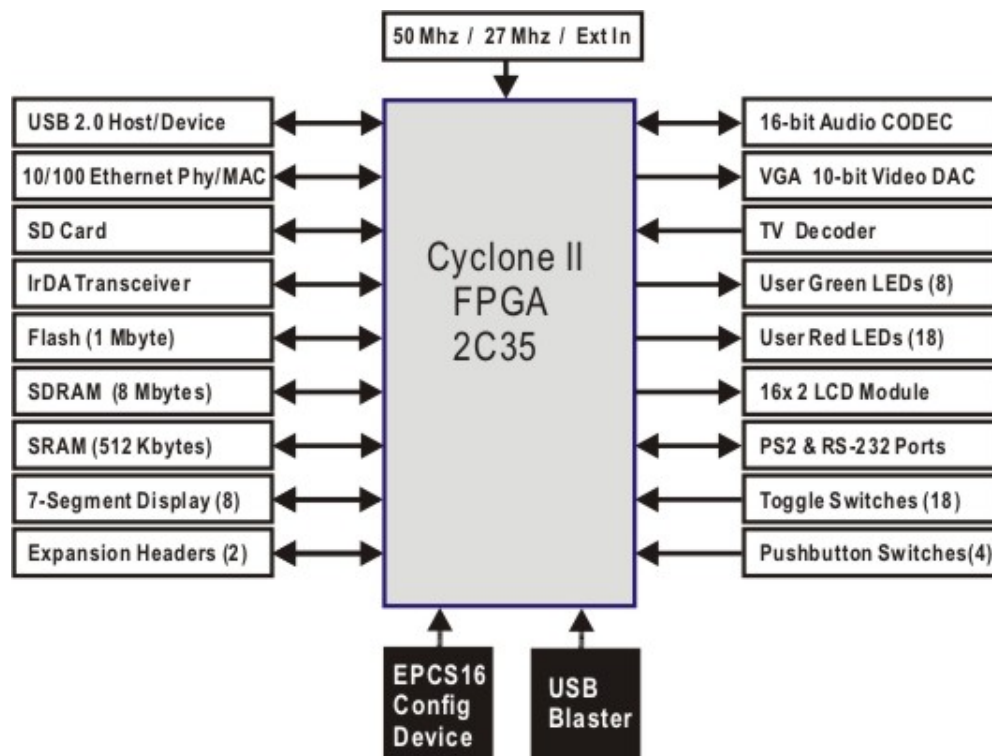 50 Mhz / 27 Mhz / Ext In
USB 2.0 Host/Device
10/100 Ethernet Phy/MAC
SD Card
IrDA Transceiver
Flash (1 Mbyte)
SDRAM (8 Mbytes)
SRAM (512 Kbytes)
7-Segment Display (8)
Expansion Headers (2)
Cyclone II
FPGA
2C35
16-bit Audio CODEC
VGA 10-bit Video DAC
TV Decoder
User Green LEDs (8)
User Red LEDs (18)
16x 2 LCD Module
PS2 & RS-232 Ports
Toggle Switches (18)
Pushbutton Switches(4)
EPCS16
Config
Device
USB
Blaster